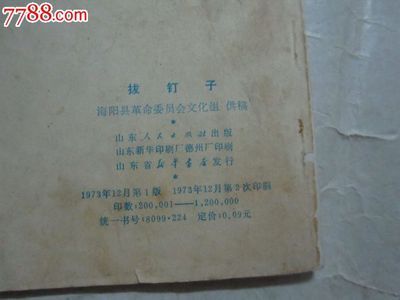 7788.com
拔钉子
海阳县革命委员会文化组 供稿
山东人民出版社出版
山东新华印刷厂德州厂印刷
山东省新华书店发行
1973年12月第1版 1973年12月第2次印刷
印数:200,001——1,200,000
统一书号:8099·224 定价:0.09元